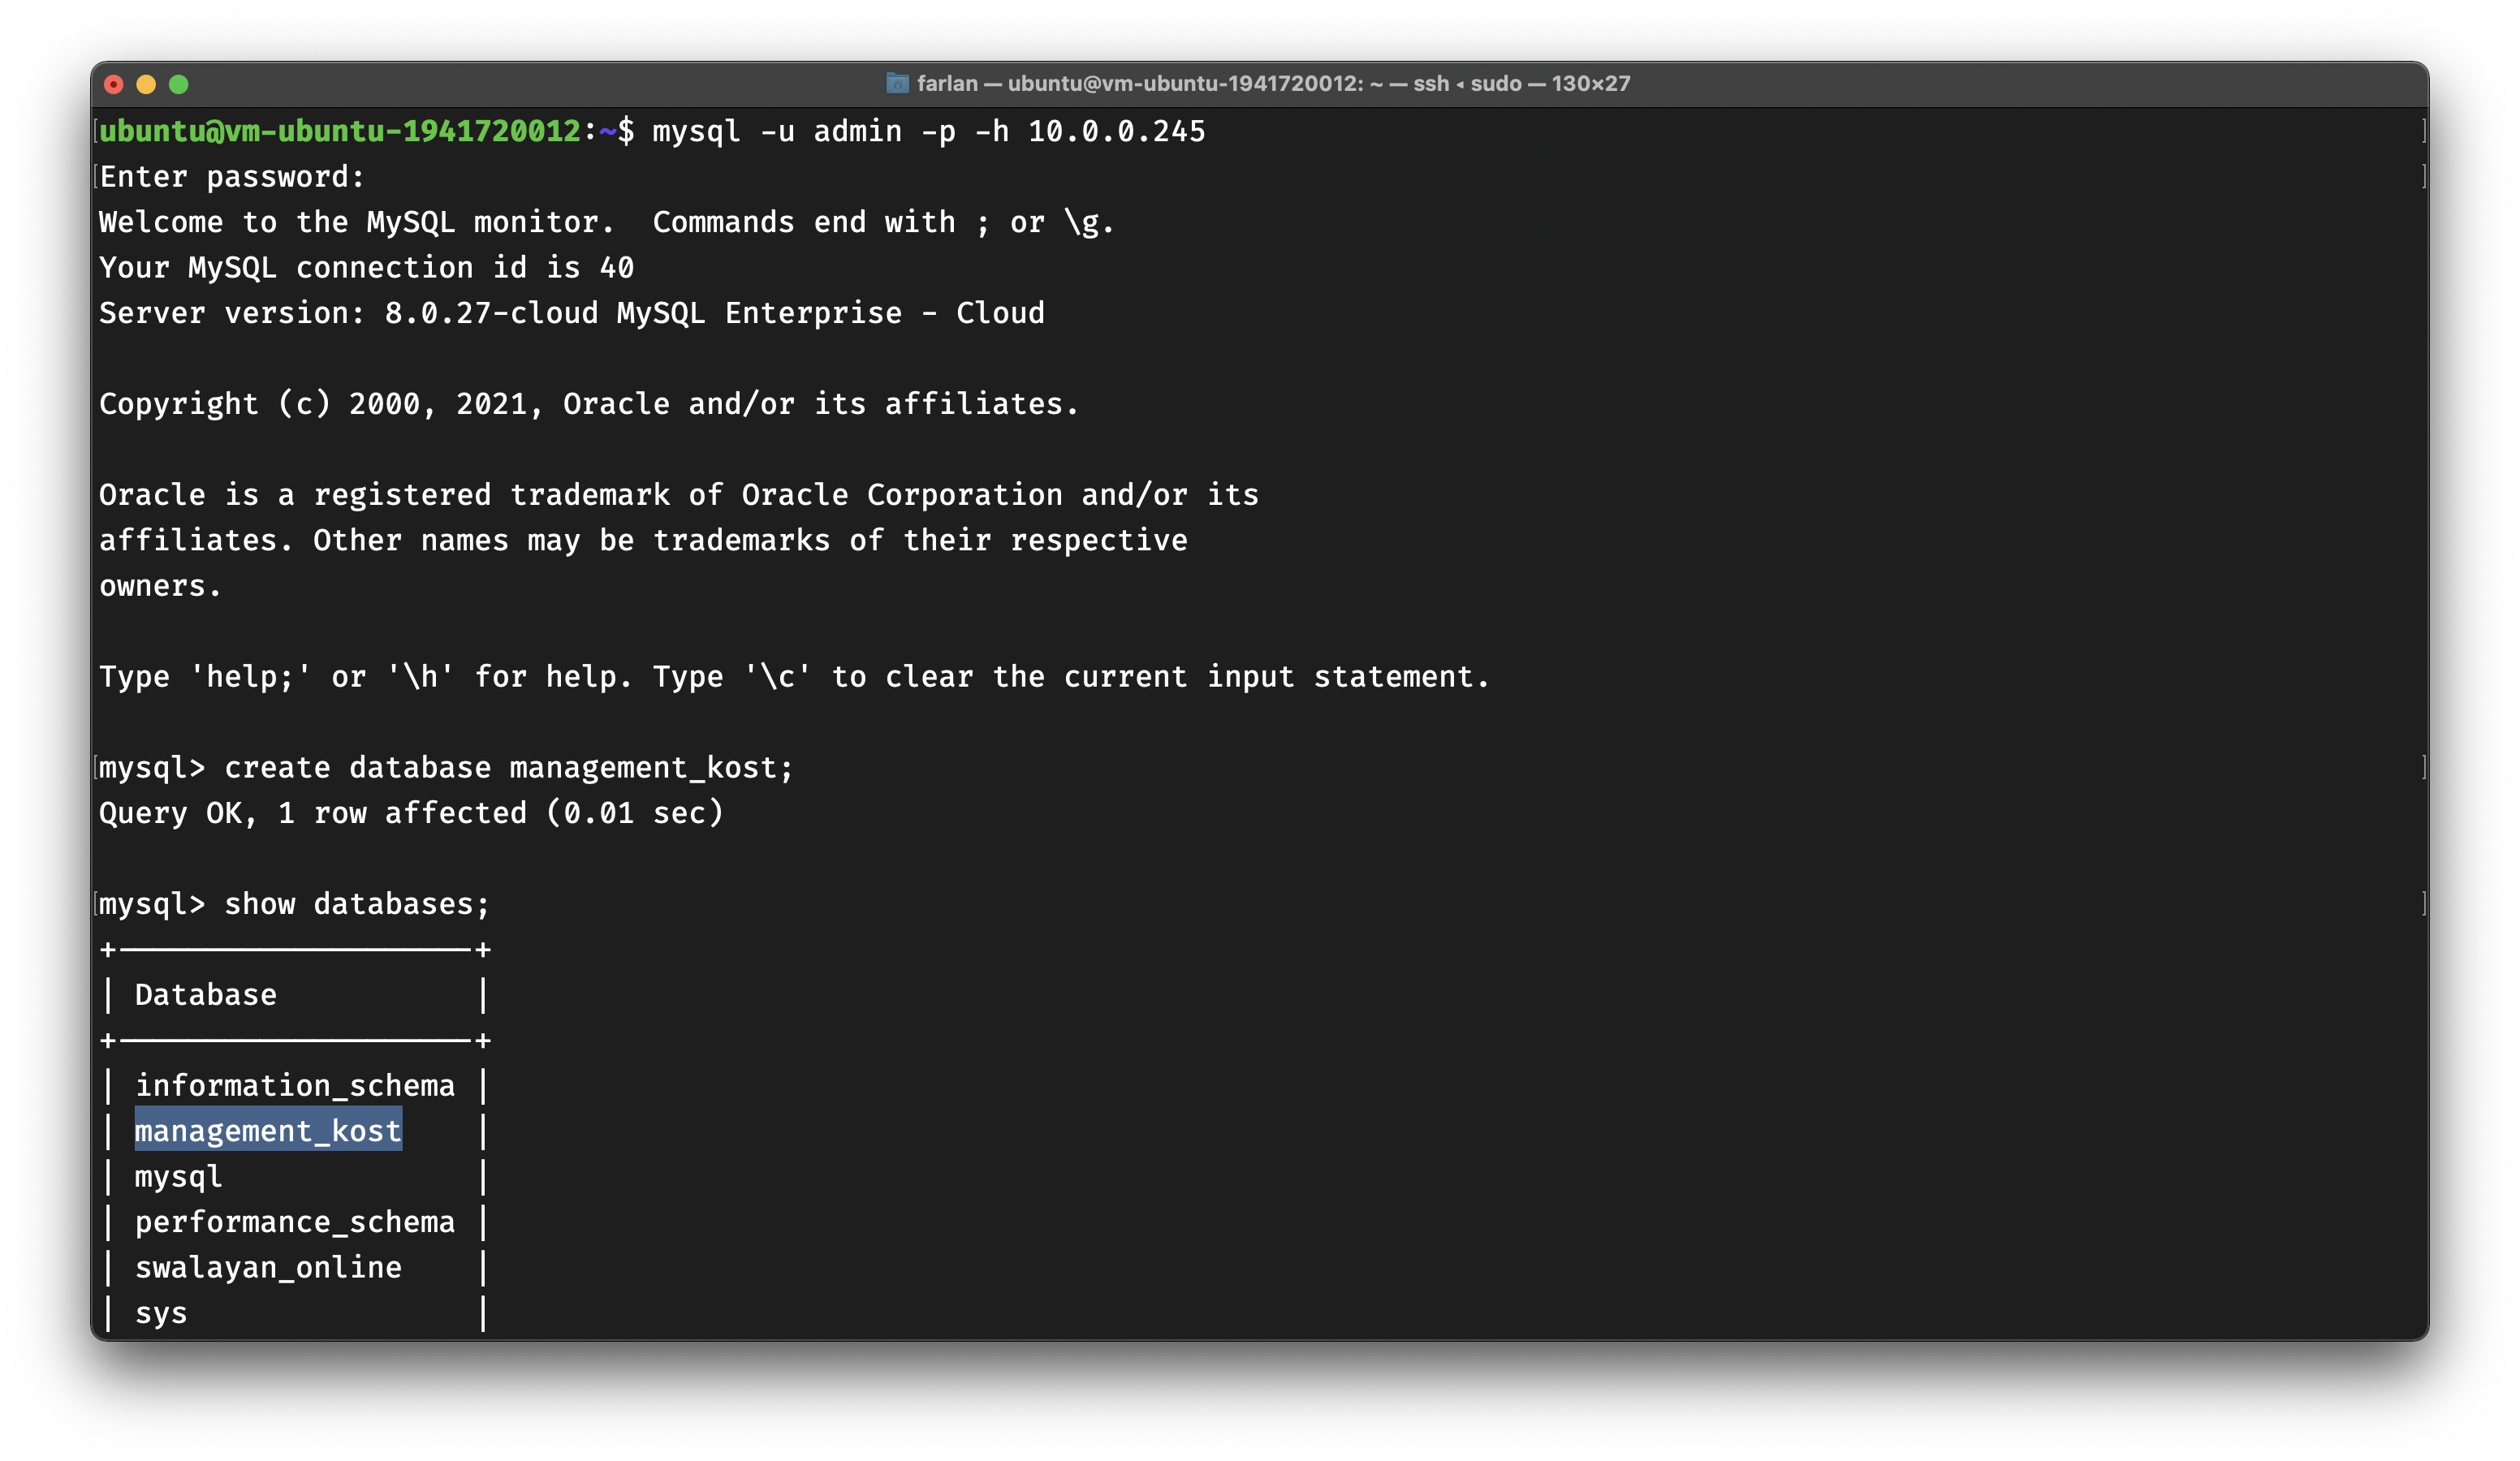 farlan — ubuntu@vm-ubuntu-1941720012: ~ — ssh ◂ sudo — 130×27
ubuntu@vm-ubuntu-1941720012:~$ mysql -u admin -p -h 10.0.0.245
Enter password:
Welcome to the MySQL monitor.  Commands end with ; or \g.
Your MySQL connection id is 40
Server version: 8.0.27-cloud MySQL Enterprise - Cloud
Copyright (c) 2000, 2021, Oracle and/or its affiliates.
Oracle is a registered trademark of Oracle Corporation and/or its
affiliates. Other names may be trademarks of their respective
owners.
Type 'help;' or '\h' for help. Type '\c' to clear the current input statement.
mysql> create database management_kost;
Query OK, 1 row affected (0.01 sec)
mysql> show databases;
+--------------------+
| Database           |
+--------------------+
| information_schema |
| management_kost    |
| mysql              |
| performance_schema |
| swalayan_online    |
| sys                |